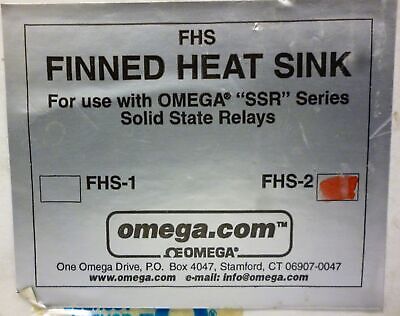 FHS
FINNED HEAT SINK
For use with OMEGA® "SSR" Series
Solid State Relays
FHS-1 FHS-2
omega.com™
ΩOMEGA®
One Omega Drive, P.O. Box 4047, Stamford, CT 06907-0047
www.omega.com e-mail: info@omega.com